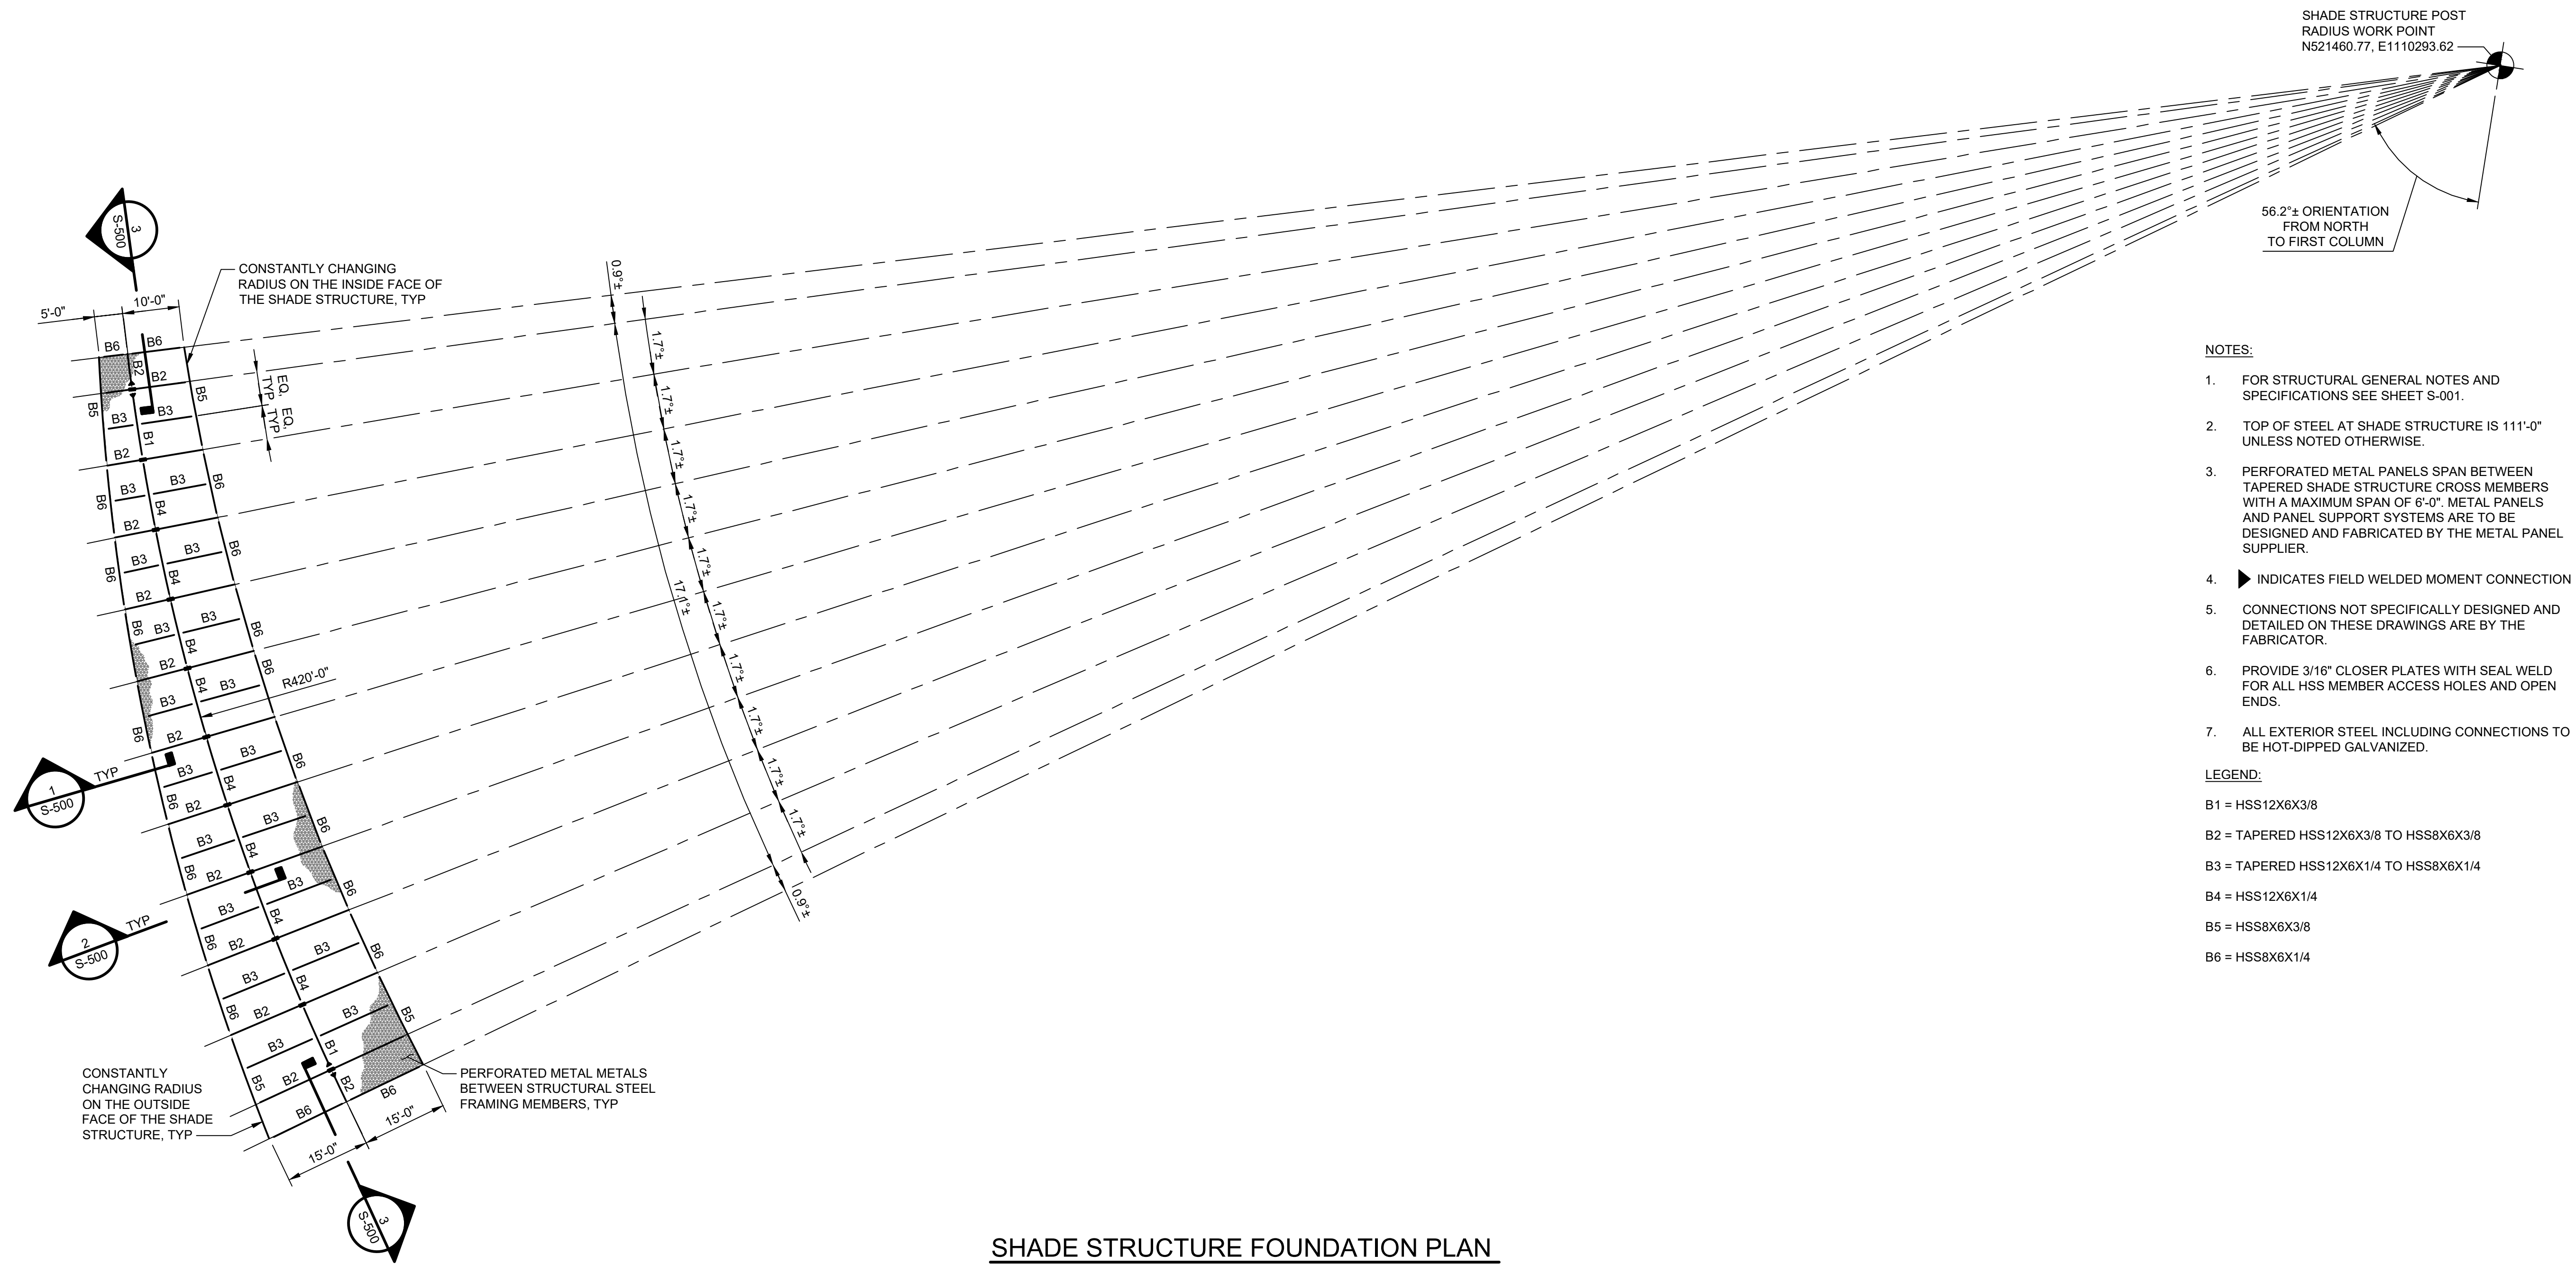 SHADE STRUCTURE POST
RADIUS WORK POINT
N521460.77, E1110293.62
56.2°± ORIENTATION
FROM NORTH
TO FIRST COLUMN
3
S-500
CONSTANTLY CHANGING
RADIUS ON THE INSIDE FACE OF
THE SHADE STRUCTURE, TYP
5'-0"
10'-0"
0.9°±
1.7°±
1.7°±
1.7°±
1.7°±
1.7°±
1.7°±
1.7°±
1.7°±
1.7°±
1.7°±
17.1°±
0.9°±
B6
B6
B2
B2
B5
B5
EQ.
TYP
EQ.
TYP
B3
B3
B1
B2
B6
B6
B3
B3
B4
B2
B6
B6
B3
B3
B4
B2
B6
B6
B3
B3
B4
B2
B6
B6
B3
B3
B4
R420'-0"
B2
B6
B3
B3
B4
B6
B2
B6
B3
B3
B4
B6
B2
B6
B3
B3
B4
B6
B2
B6
B3
B3
B4
B6
B2
B5
B3
B3
B1
B5
B2
B2
B6
B6
1
S-500
TYP
2
S-500
TYP
CONSTANTLY
CHANGING RADIUS
ON THE OUTSIDE
FACE OF THE SHADE
STRUCTURE, TYP
PERFORATED METAL METALS
BETWEEN STRUCTURAL STEEL
FRAMING MEMBERS, TYP
15'-0"
15'-0"
3
S-500
NOTES:
1. FOR STRUCTURAL GENERAL NOTES AND
SPECIFICATIONS SEE SHEET S-001.
2. TOP OF STEEL AT SHADE STRUCTURE IS 111'-0"
UNLESS NOTED OTHERWISE.
3. PERFORATED METAL PANELS SPAN BETWEEN
TAPERED SHADE STRUCTURE CROSS MEMBERS
WITH A MAXIMUM SPAN OF 6'-0". METAL PANELS
AND PANEL SUPPORT SYSTEMS ARE TO BE
DESIGNED AND FABRICATED BY THE METAL PANEL
SUPPLIER.
4. INDICATES FIELD WELDED MOMENT CONNECTION
5. CONNECTIONS NOT SPECIFICALLY DESIGNED AND
DETAILED ON THESE DRAWINGS ARE BY THE
FABRICATOR.
6. PROVIDE 3/16" CLOSER PLATES WITH SEAL WELD
FOR ALL HSS MEMBER ACCESS HOLES AND OPEN
ENDS.
7. ALL EXTERIOR STEEL INCLUDING CONNECTIONS TO
BE HOT-DIPPED GALVANIZED.
LEGEND:
B1 = HSS12X6X3/8
B2 = TAPERED HSS12X6X3/8 TO HSS8X6X3/8
B3 = TAPERED HSS12X6X1/4 TO HSS8X6X1/4
B4 = HSS12X6X1/4
B5 = HSS8X6X3/8
B6 = HSS8X6X1/4
SHADE STRUCTURE FOUNDATION PLAN